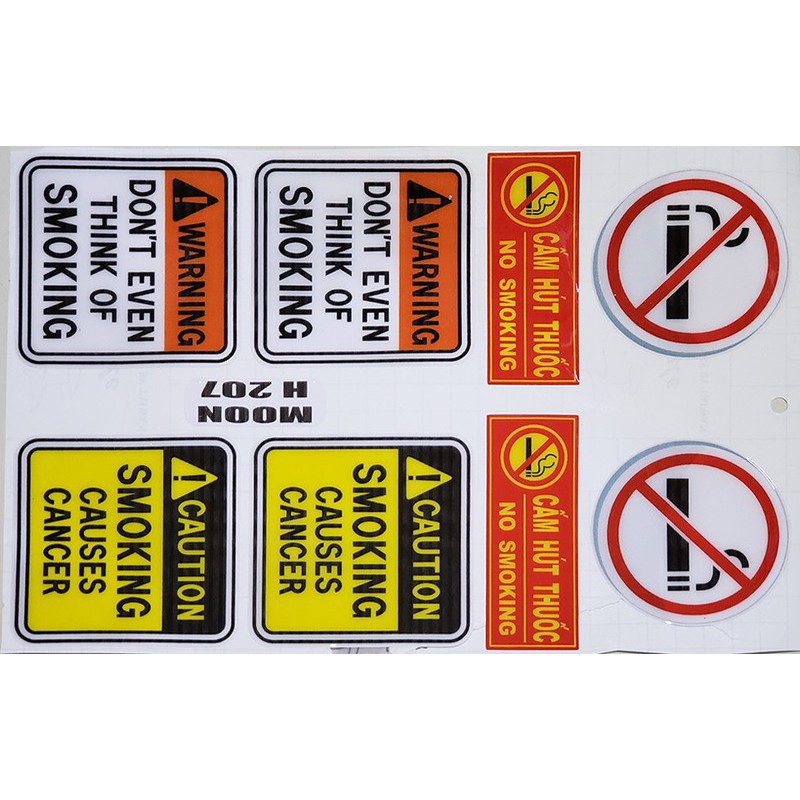 WARNING
DON'T EVEN
THINK OF
SMOKING
WARNING
DON'T EVEN
THINK OF
SMOKING
CẤM HÚT THUỐC
NO SMOKING
MOON
H 207
CAUTION
SMOKING
CAUSES
CANCER
CAUTION
SMOKING
CAUSES
CANCER
CẤM HÚT THUỐC
NO SMOKING